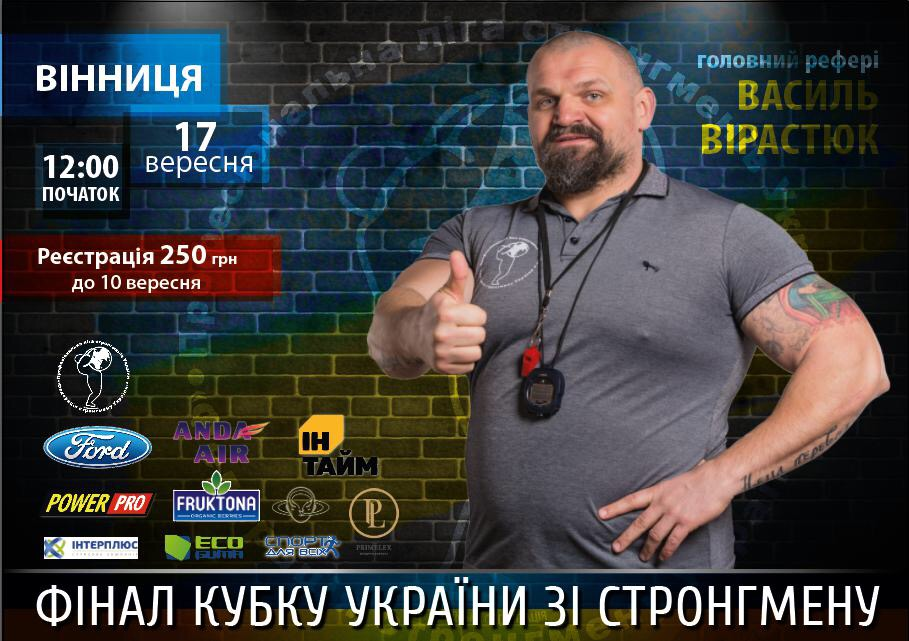 ВІННИЦЯ
17
вересня
12:00
ПОЧАТОК
Реєстрація 250 грн
до 10 вересня
головний рефері
ВАСИЛЬ
ВІРАСТЮК
Ford
ANDA
AIR
ІН
ТАЙМ
POWER PRO
FRUKTONA
ORGANIC BERRIES
PL
PRIMELEX
ІНТЕРПЛЮС
ECO
GUMA
СПОРТ
ДЛЯ ВСІХ
ФІНАЛ КУБКУ УКРАЇНИ ЗІ СТРОНГМЕНУ